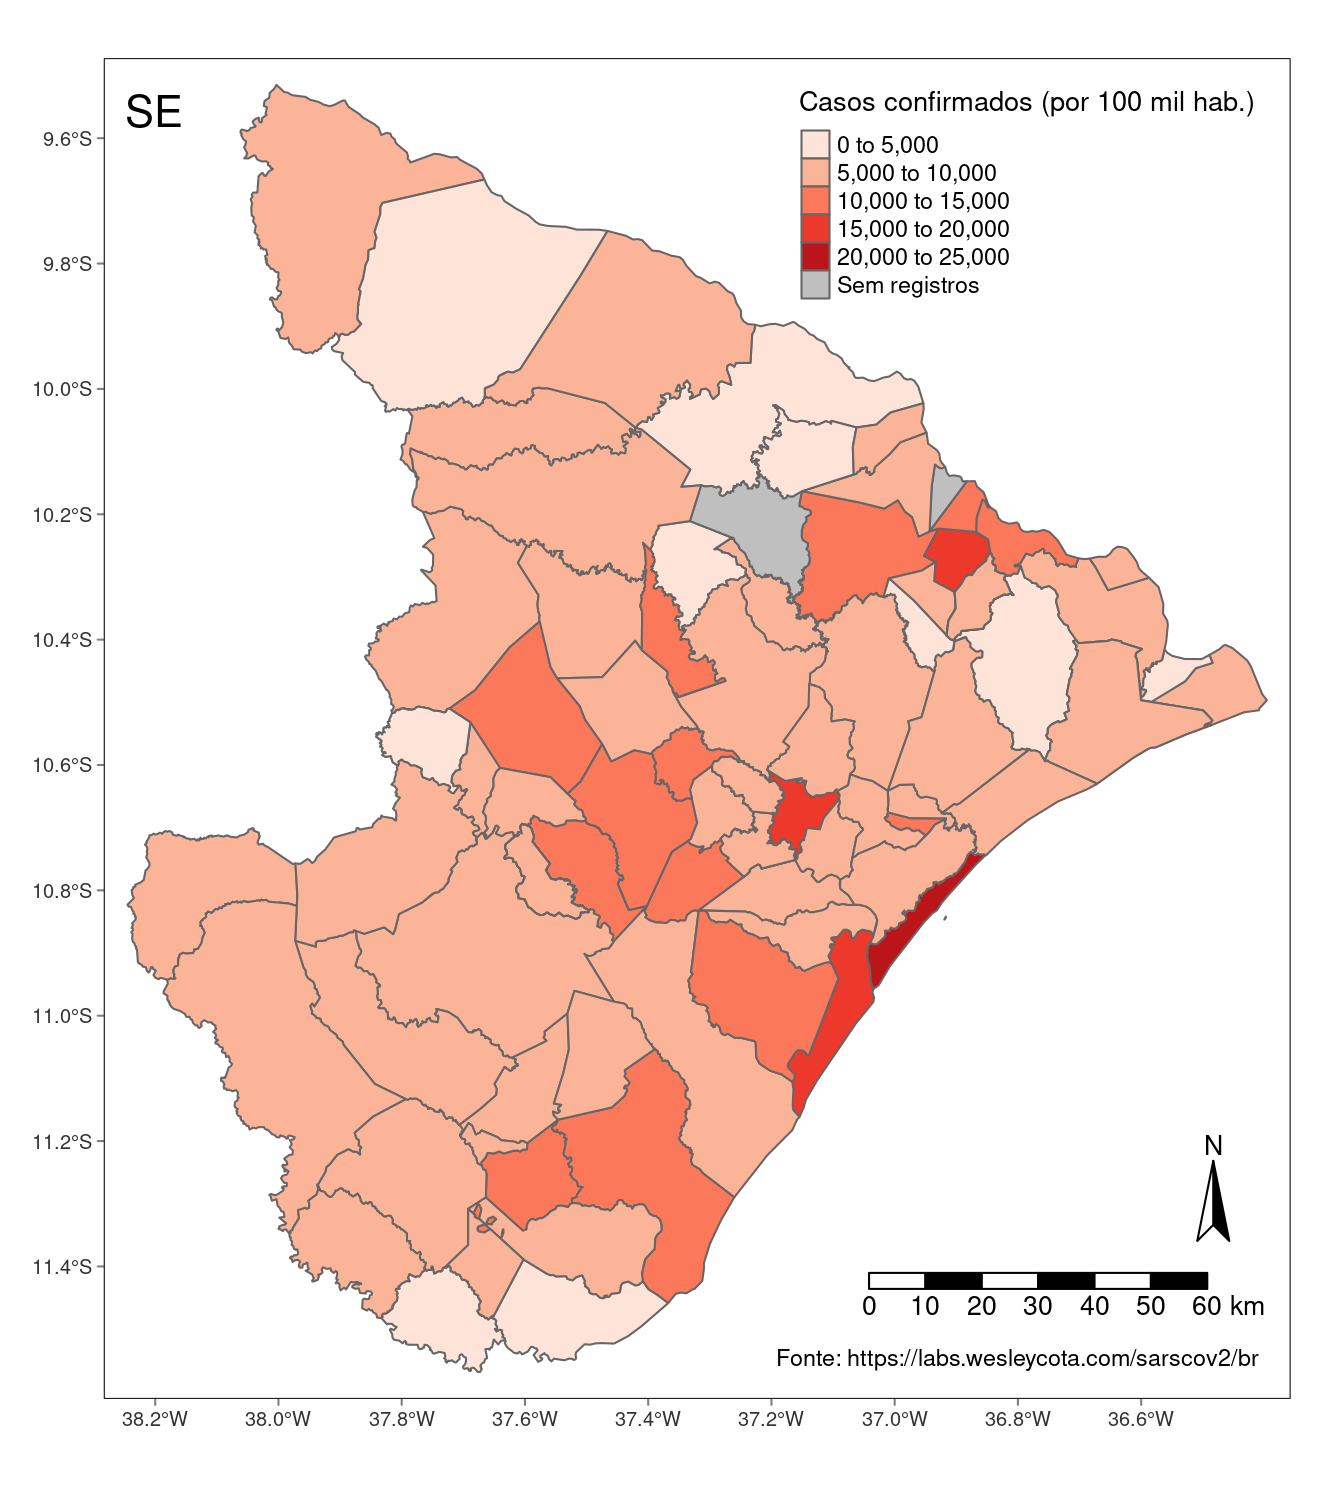 SE
Casos confirmados (por 100 mil hab.)
0 to 5,000
5,000 to 10,000
10,000 to 15,000
15,000 to 20,000
20,000 to 25,000
Sem registros
9.6°S
9.8°S
10.0°S
10.2°S
10.4°S
10.6°S
10.8°S
11.0°S
11.2°S
11.4°S
N
0 10 20 30 40 50 60 km
Fonte: https://labs.wesleycota.com/sarscov2/br
38.2°W 38.0°W 37.8°W 37.6°W 37.4°W 37.2°W 37.0°W 36.8°W 36.6°W